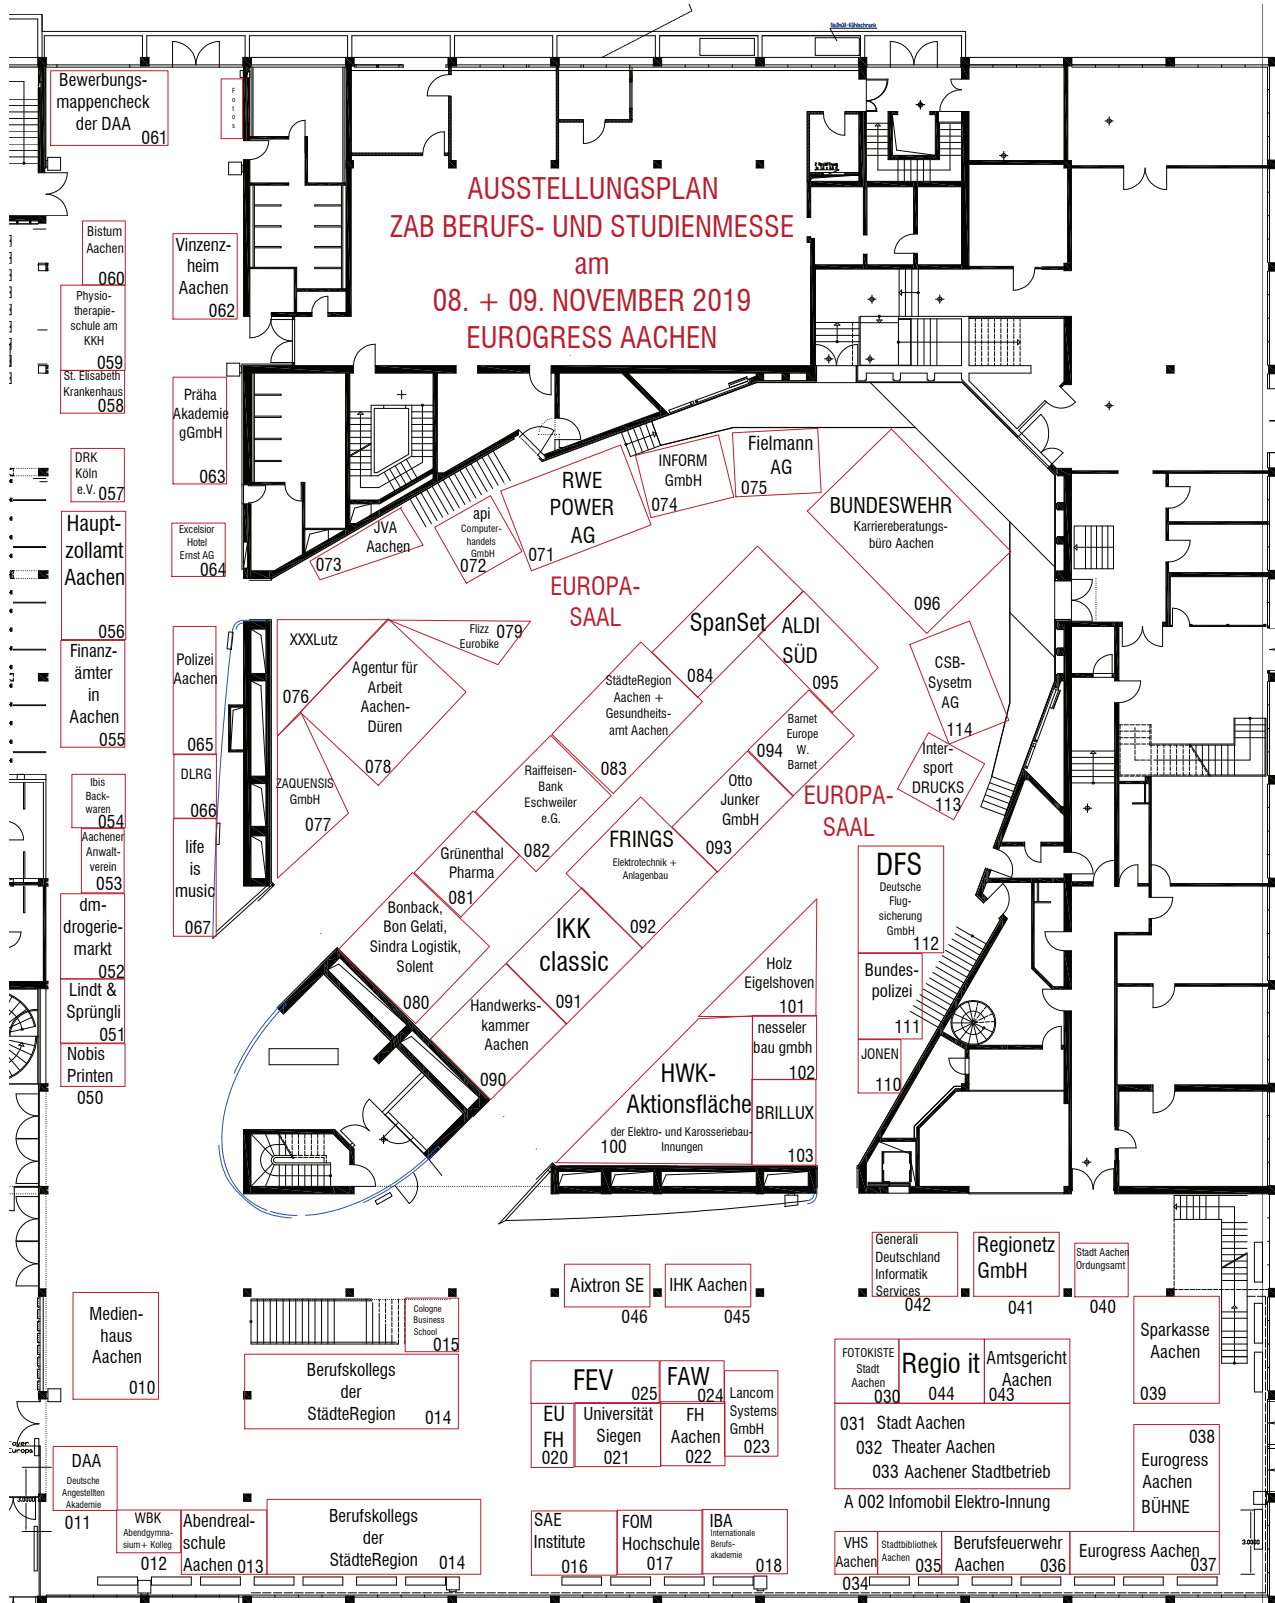 Nullnull-Kühlschrank
Bewerbungs-
mappencheck
der DAA
061
Fotos
AUSSTELLUNGSPLAN
ZAB BERUFS- UND STUDIENMESSE
am
08. + 09. NOVEMBER 2019
EUROGRESS AACHEN
Bistum
Aachen
060
Vinzenz-
heim
Aachen
062
Physio-
therapie-
schule am
KKH
059
St. Elisabeth
Krankenhaus
058
Präha
Akademie
gGmbH
063
DRK
Köln
e.V.
057
Haupt-
zollamt
Aachen
056
Excelsior
Hotel
Ernst AG
064
Finanz-
ämter
in
Aachen
055
Polizei
Aachen
065
DLRG
066
life
is
music
067
Ibis
Back-
waren
054
Aachener
Anwalt-
verein
053
dm-
drogerie-
markt
052
Lindt &
Sprüngli
051
Nobis
Printen
050
JVA
Aachen
073
api
Computer-
handels
GmbH
072
RWE
POWER
AG
071
INFORM
GmbH
074
Fielmann
AG
075
BUNDESWEHR
Karriereberatungs-
büro Aachen
096
EUROPA-
SAAL
XXXLutz
076
Flizz
Eurobike
079
Agentur für
Arbeit
Aachen-
Düren
078
ZAQUENSIS
GmbH
077
SpanSet
084
ALDI
SÜD
095
StädteRegion
Aachen +
Gesundheits-
amt Aachen
083
CSB-
Sysetm
AG
114
Barnet
Europe
W.
Barnet
094
Inter-
sport
DRUCKS
113
Raiffeisen-
Bank
Eschweiler
e.G.
082
Otto
Junker
GmbH
093
EUROPA-
SAAL
Grünenthal
Pharma
081
FRINGS
Elektrotechnik +
Anlagenbau
092
DFS
Deutsche
Flug-
sicherung
GmbH
112
Bonback,
Bon Gelati,
Sindra Logistik,
Solent
080
IKK
classic
091
Handwerks-
kammer
Aachen
090
Holz
Eigelshoven
101
Bundes-
polizei
111
nesseler
bau gmbh
102
JONEN
110
HWK-
Aktionsfläche
der Elektro- und Karosseriebau-
Innungen
100
BRILLUX
103
Generali
Deutschland
Informatik
Services
042
Regionetz
GmbH
041
Stadt Aachen
Ordungsamt
040
Aixtron SE
046
IHK Aachen
045
Medien-
haus
Aachen
010
Cologne
Business
School
015
Berufskollegs
der
StädteRegion
014
Sparkasse
Aachen
039
FEV
025
FAW
024
Lancom
Systems
GmbH
023
EU
FH
020
Universität
Siegen
021
FH
Aachen
022
FOTOKISTE
Stadt
Aachen
030
Regio it
044
Amtsgericht
Aachen
043
031 Stadt Aachen
032 Theater Aachen
033 Aachener Stadtbetrieb
038
Eurogress
Aachen
BÜHNE
A 002 Infomobil Elektro-Innung
DAA
Deutsche
Angestellten
Akademie
011
WBK
Abendgymna-
sium + Kolleg
012
Abendreal-
schule
Aachen 013
Berufskollegs
der
StädteRegion
014
SAE
Institute
016
FOM
Hochschule
017
IBA
Internationale
Berufs-
akademie
018
VHS
Aachen
034
Stadtbibliothek
Aachen
035
Berufsfeuerwehr
Aachen
036
Eurogress Aachen
037